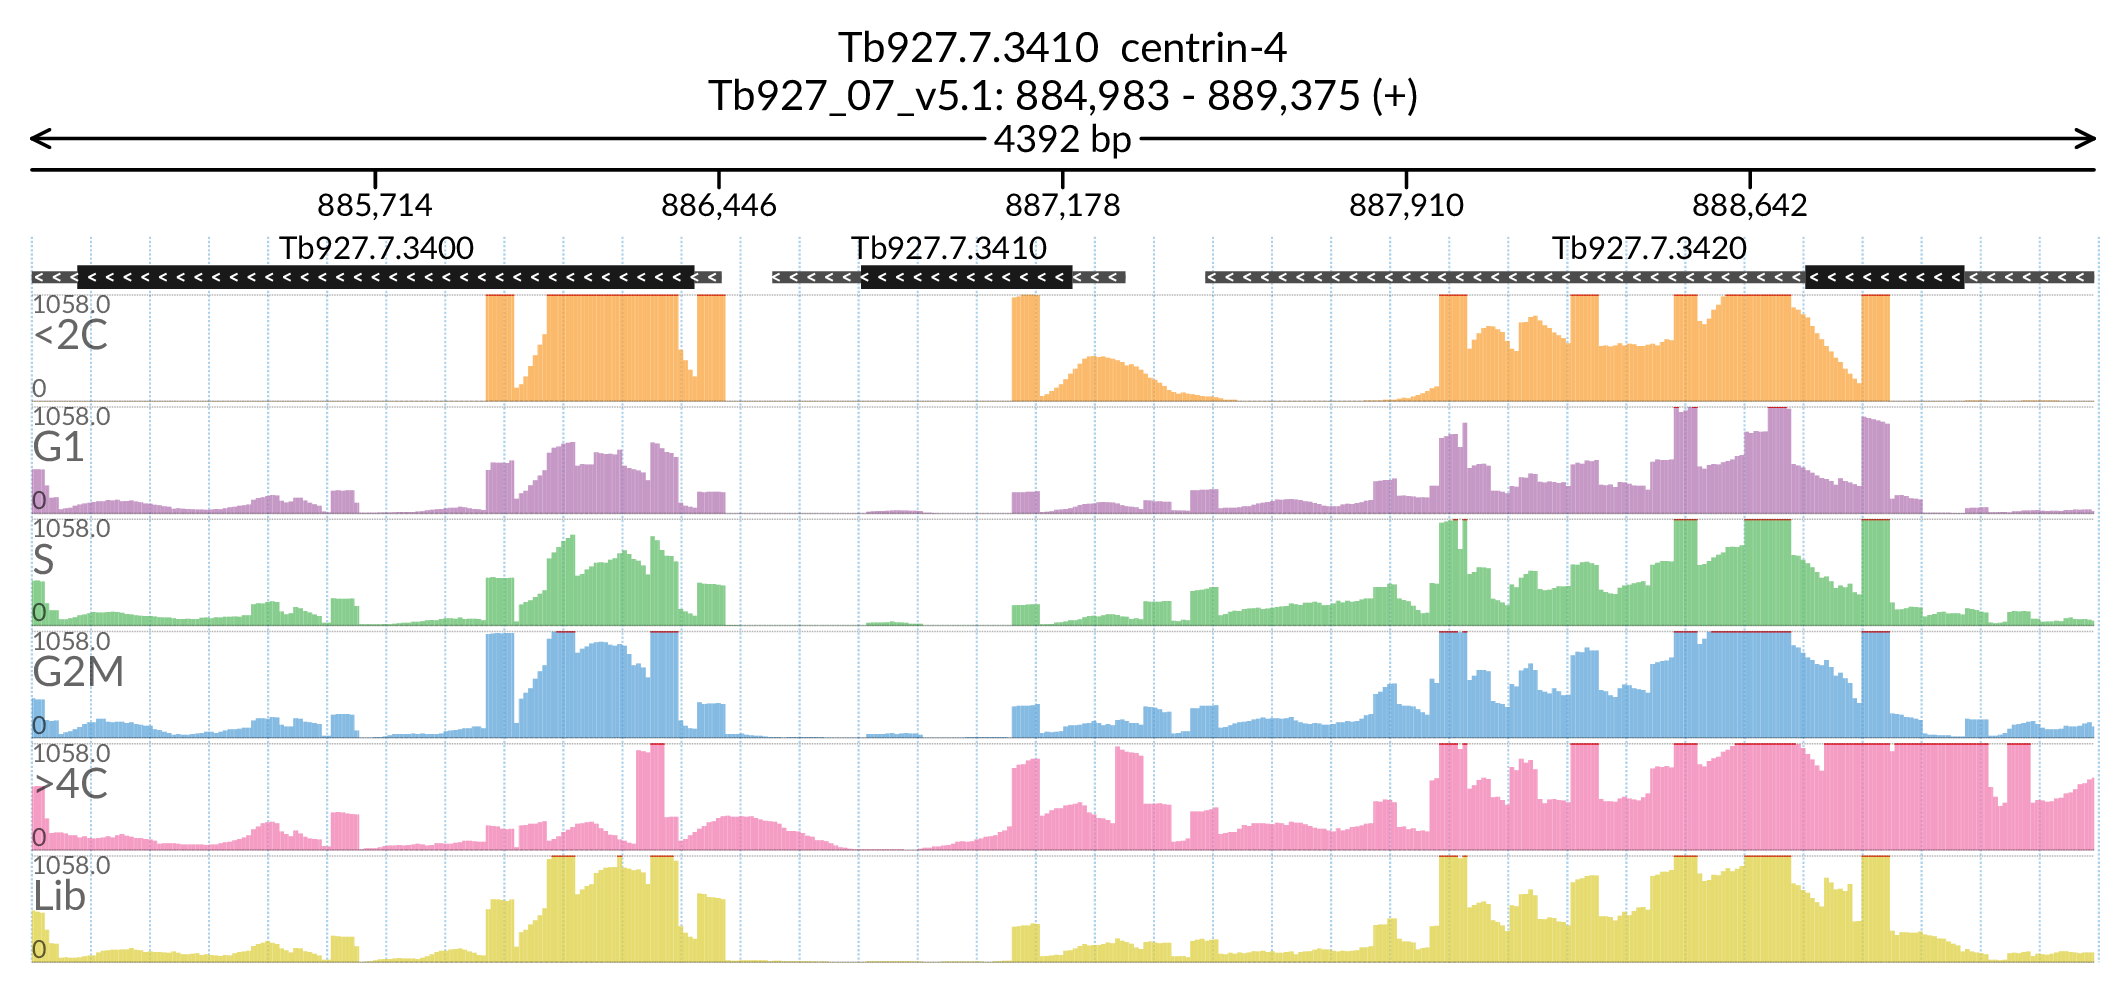 Tb927.7.3410 centrin-4
Tb927_07_v5.1: 884,983 - 889,375 (+)
4392 bp
885,714 886,446 887,178 887,910 888,642
Tb927.7.3400 Tb927.7.3410 Tb927.7.3420
1058.0
<2C
0
1058.0
G1
0
1058.0
S
0
1058.0
G2M
0
1058.0
>4C
0
1058.0
Lib
0